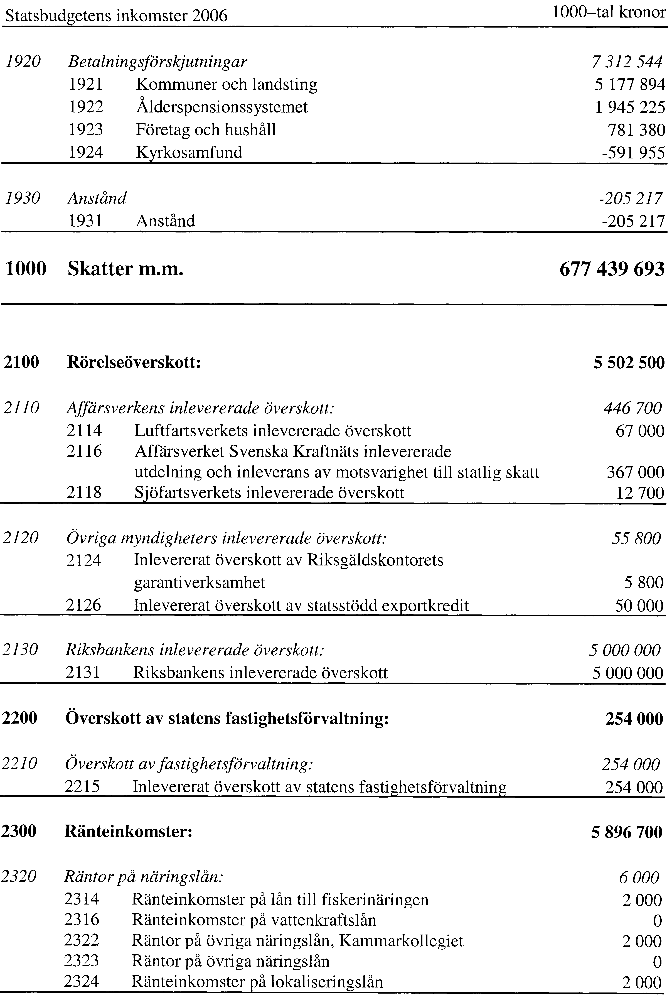 Statsbudgetens inkomster 2006 1000–tal kronor
1920 Betalningsförskjutningar 7 312 544
1921 Kommuner och landsting 5 177 894
1922 Ålderspensionssystemet 1 945 225
1923 Företag och hushåll 781 380
1924 Kyrkosamfund -591 955
1930 Anstånd -205 217
1931 Anstånd -205 217
1000 Skatter m.m. 677 439 693
2100 Rörelseöverskott: 5 502 500
2110 Affärsverkens inlevererade överskott: 446 700
2114 Luftfartsverkets inlevererade överskott 67 000
2116 Affärsverket Svenska Kraftnäts inlevererade
utdelning och inleverans av motsvarighet till statlig skatt 367 000
2118 Sjöfartsverkets inlevererade överskott 12 700
2120 Övriga myndigheters inlevererade överskott: 55 800
2124 Inlevererat överskott av Riksgäldskontorets
garantiverksamhet 5 800
2126 Inlevererat överskott av statsstödd exportkredit 50 000
2130 Riksbankens inlevererade överskott: 5 000 000
2131 Riksbankens inlevererade överskott 5 000 000
2200 Överskott av statens fastighetsförvaltning: 254 000
2210 Överskott av fastighetsförvaltning: 254 000
2215 Inlevererat överskott av statens fastighetsförvaltning 254 000
2300 Ränteinkomster: 5 896 700
2320 Räntor på näringslån: 6 000
2314 Ränteinkomster på lån till fiskerinäringen 2 000
2316 Ränteinkomster på vattenkraftslån 0
2322 Räntor på övriga näringslån, Kammarkollegiet 2 000
2323 Räntor på övriga näringslån 0
2324 Ränteinkomster på lokaliseringslån 2 000